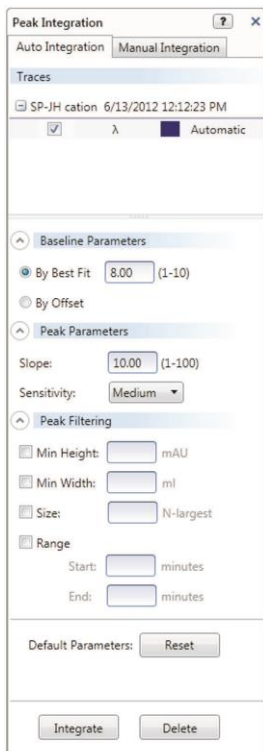 Peak Integration ? ×
Auto Integration Manual Integration
Traces
SP-JH cation 6/13/2012 12:12:23 PM
λ Automatic
Baseline Parameters
By Best Fit 8.00 (1-10)
By Offset
Peak Parameters
Slope: 10.00 (1-100)
Sensitivity: Medium
Peak Filtering
Min Height: mAU
Min Width: ml
Size: N-largest
Range
Start: minutes
End: minutes
Default Parameters: Reset
Integrate Delete